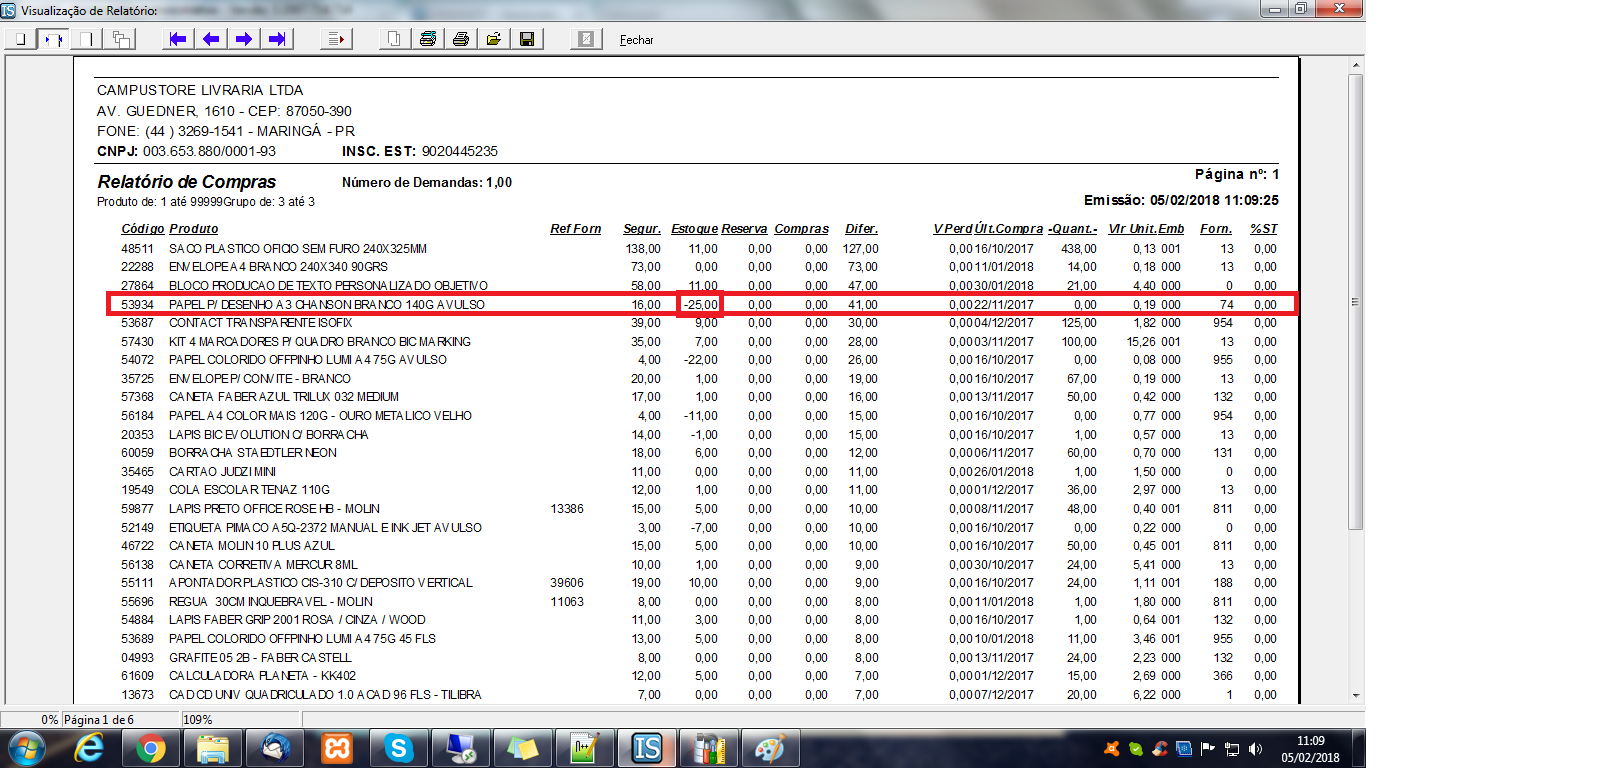 Visualização de Relatório:
Fechar
CAMPUSTORE LIVRARIA LTDA
AV. GUEDNER, 1610 - CEP: 87050-390
FONE: (44 ) 3269-1541 - MARINGÁ - PR
CNPJ: 003.653.880/0001-93 INSC. EST: 9020445235
Página nº: 1
Relatório de Compras Número de Demandas: 1,00
Emissão: 05/02/2018 11:09:25
Produto de: 1 até 99999Grupo de: 3 até 3
Código Produto Ref Forn Segur. Estoque Reserva Compras Difer. V Perd Últ.Compra -Quant.- Vlr Unit. Emb Forn. %ST
48511 SACO PLASTICO OFICIO SEM FURO 240X325MM 138,00 11,00 0,00 0,00 127,00 0,00 16/10/2017 438,00 0,13 001 13 0,00
22288 ENVELOPE A4 BRANCO 240X340 90GRS 73,00 0,00 0,00 0,00 73,00 0,00 11/01/2018 14,00 0,18 000 13 0,00
27864 BLOCO PRODUCAO DE TEXTO PERSONALIZADO OBJETIVO 58,00 11,00 0,00 0,00 47,00 0,00 30/01/2018 21,00 4,40 000 0 0,00
53934 PAPEL P/ DESENHO A3 CHANSON BRANCO 140G AVULSO 16,00 -25,00 0,00 0,00 41,00 0,00 22/11/2017 0,00 0,19 000 74 0,00
53687 CONTACT TRANSPARENTE ISOFIX 39,00 9,00 0,00 0,00 30,00 0,00 04/12/2017 125,00 1,82 000 954 0,00
57430 KIT 4 MARCADORES P/ QUADRO BRANCO BIC MARKING 35,00 7,00 0,00 0,00 28,00 0,00 03/11/2017 100,00 15,26 001 13 0,00
54072 PAPEL COLORIDO OFFPINHO LUMI A4 75G AVULSO 4,00 -22,00 0,00 0,00 26,00 0,00 16/10/2017 0,00 0,08 000 955 0,00
35725 ENVELOPE P/ CONVITE - BRANCO 20,00 1,00 0,00 0,00 19,00 0,00 16/10/2017 67,00 0,19 000 13 0,00
57368 CANETA FABER AZUL TRILUX 032 MEDIUM 17,00 1,00 0,00 0,00 16,00 0,00 13/11/2017 50,00 0,42 000 132 0,00
56184 PAPEL A4 COLOR MAIS 120G - OURO METALICO VELHO 4,00 -11,00 0,00 0,00 15,00 0,00 16/10/2017 0,00 0,77 000 954 0,00
20353 LAPIS BIC EVOLUTION C/ BORRACHA 14,00 -1,00 0,00 0,00 15,00 0,00 16/10/2017 1,00 0,57 000 13 0,00
60059 BORRACHA STAEDTLER NEON 18,00 6,00 0,00 0,00 12,00 0,00 06/11/2017 60,00 0,70 000 131 0,00
35465 CARTAO JUDZI MINI 11,00 0,00 0,00 0,00 11,00 0,00 26/01/2018 1,00 1,50 000 0 0,00
19549 COLA ESCOLAR TENAZ 110G 12,00 1,00 0,00 0,00 11,00 0,00 01/12/2017 36,00 2,97 000 13 0,00
59877 LAPIS PRETO OFFICE ROSE HB - MOLIN 13386 15,00 5,00 0,00 0,00 10,00 0,00 08/11/2017 48,00 0,40 001 811 0,00
52149 ETIQUETA PIMACO A5Q-2372 MANUAL E INK JET AVULSO 3,00 -7,00 0,00 0,00 10,00 0,00 16/10/2017 0,00 0,22 000 0 0,00
46722 CANETA MOLIN 10 PLUS AZUL 15,00 5,00 0,00 0,00 10,00 0,00 16/10/2017 50,00 0,45 001 811 0,00
56138 CANETA CORRETIVA MERCUR 8ML 10,00 1,00 0,00 0,00 9,00 0,00 30/10/2017 24,00 5,41 000 13 0,00
55111 APONTADOR PLASTICO CIS-310 C/ DEPOSITO VERTICAL 39606 19,00 10,00 0,00 0,00 9,00 0,00 16/10/2017 24,00 1,11 001 188 0,00
55696 REGUA 30CM INQUEBRAVEL - MOLIN 11063 8,00 0,00 0,00 0,00 8,00 0,00 11/01/2018 1,00 1,80 000 811 0,00
54884 LAPIS FABER GRIP 2001 ROSA / CINZA / WOOD 11,00 3,00 0,00 0,00 8,00 0,00 16/10/2017 1,00 0,64 001 132 0,00
53689 PAPEL COLORIDO OFFPINHO LUMI A4 75G 45 FLS 13,00 5,00 0,00 0,00 8,00 0,00 10/01/2018 11,00 3,46 001 955 0,00
04993 GRAFITE 05 2B - FABER CASTELL 8,00 0,00 0,00 0,00 8,00 0,00 13/11/2017 24,00 2,23 000 132 0,00
61609 CALCULADORA PLANETA - KK402 12,00 5,00 0,00 0,00 7,00 0,00 01/12/2017 15,00 2,69 000 366 0,00
13673 CAD CD UNIV QUADRICULADO 1.0 ACAD 96 FLS - TILIBRA 7,00 0,00 0,00 0,00 7,00 0,00 07/12/2017 20,00 6,22 000 1 0,00
0% Página 1 de 6 109%
11:09
05/02/2018